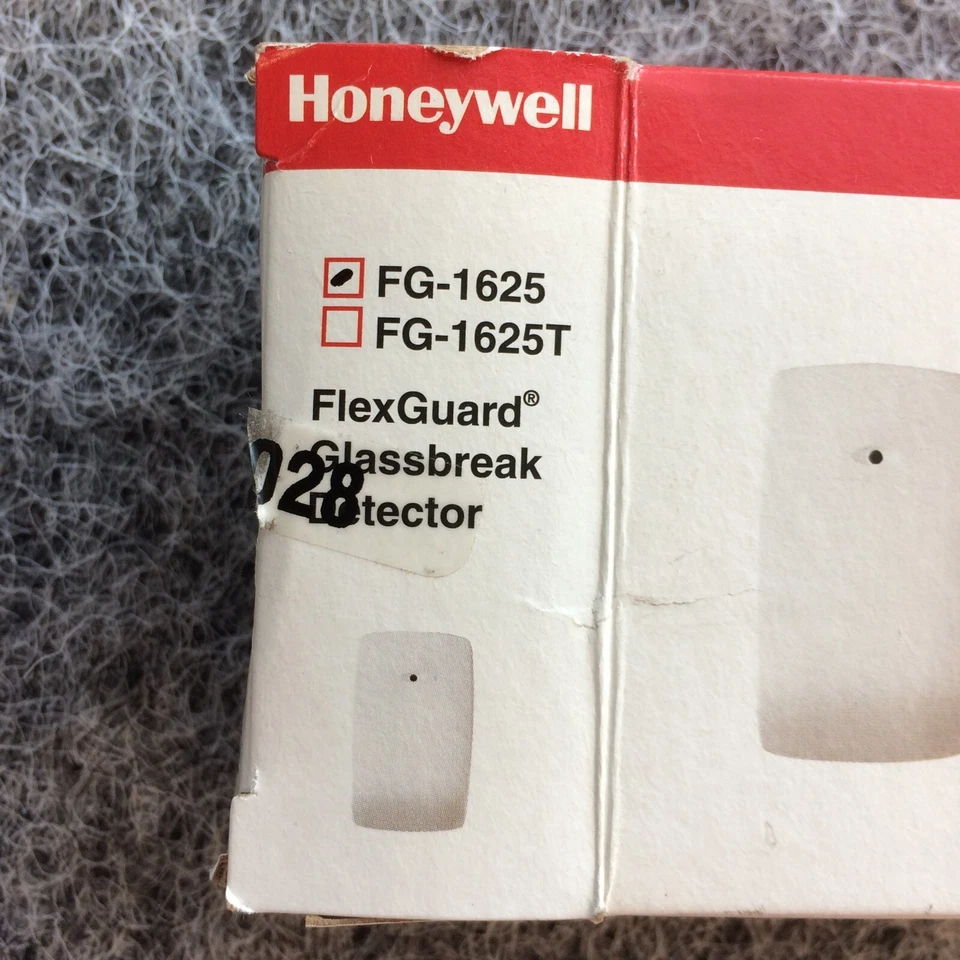 Honeywell
FG-1625
FG-1625T
FlexGuard®
Glassbreak
Detector
028